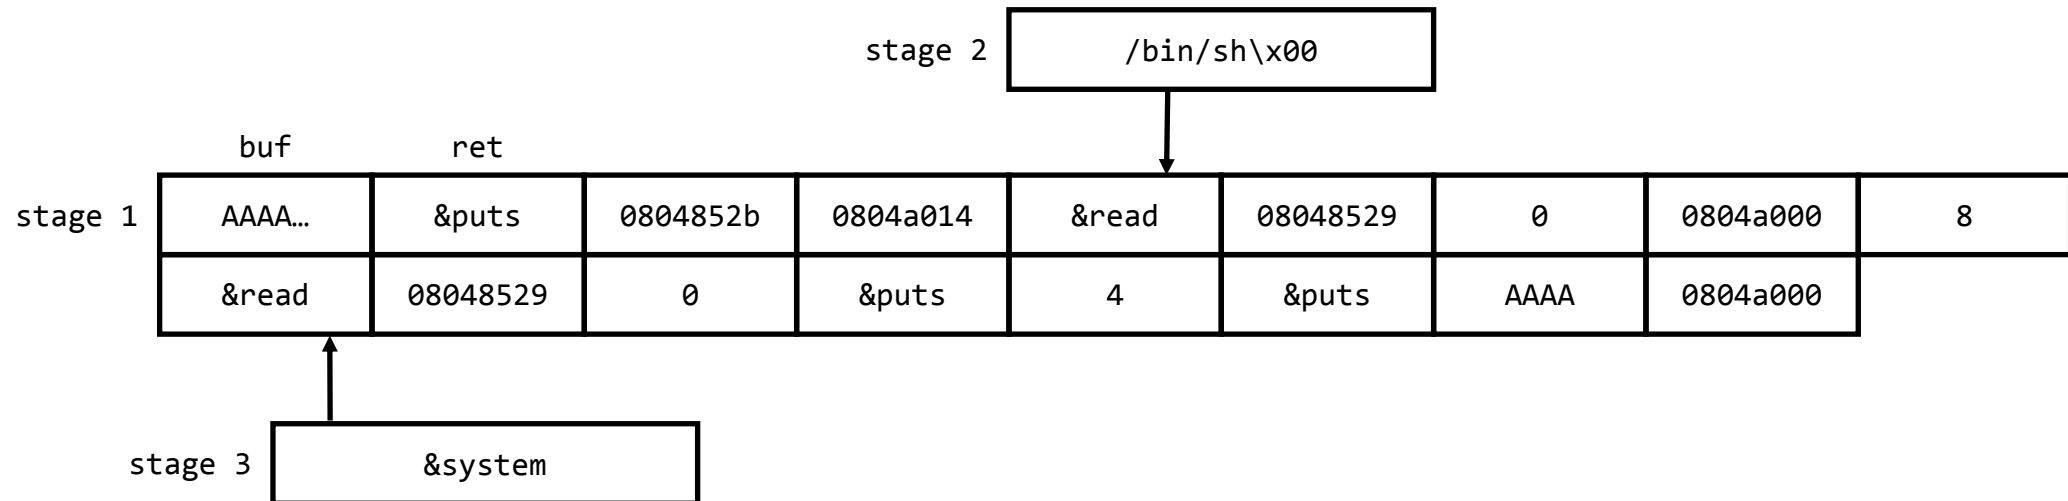 stage 2 /bin/sh\x00
buf ret
stage 1 AAAA… &puts 0804852b 0804a014 &read 08048529 0 0804a000 8
&read 08048529 0 &puts 4 &puts AAAA 0804a000
stage 3 &system